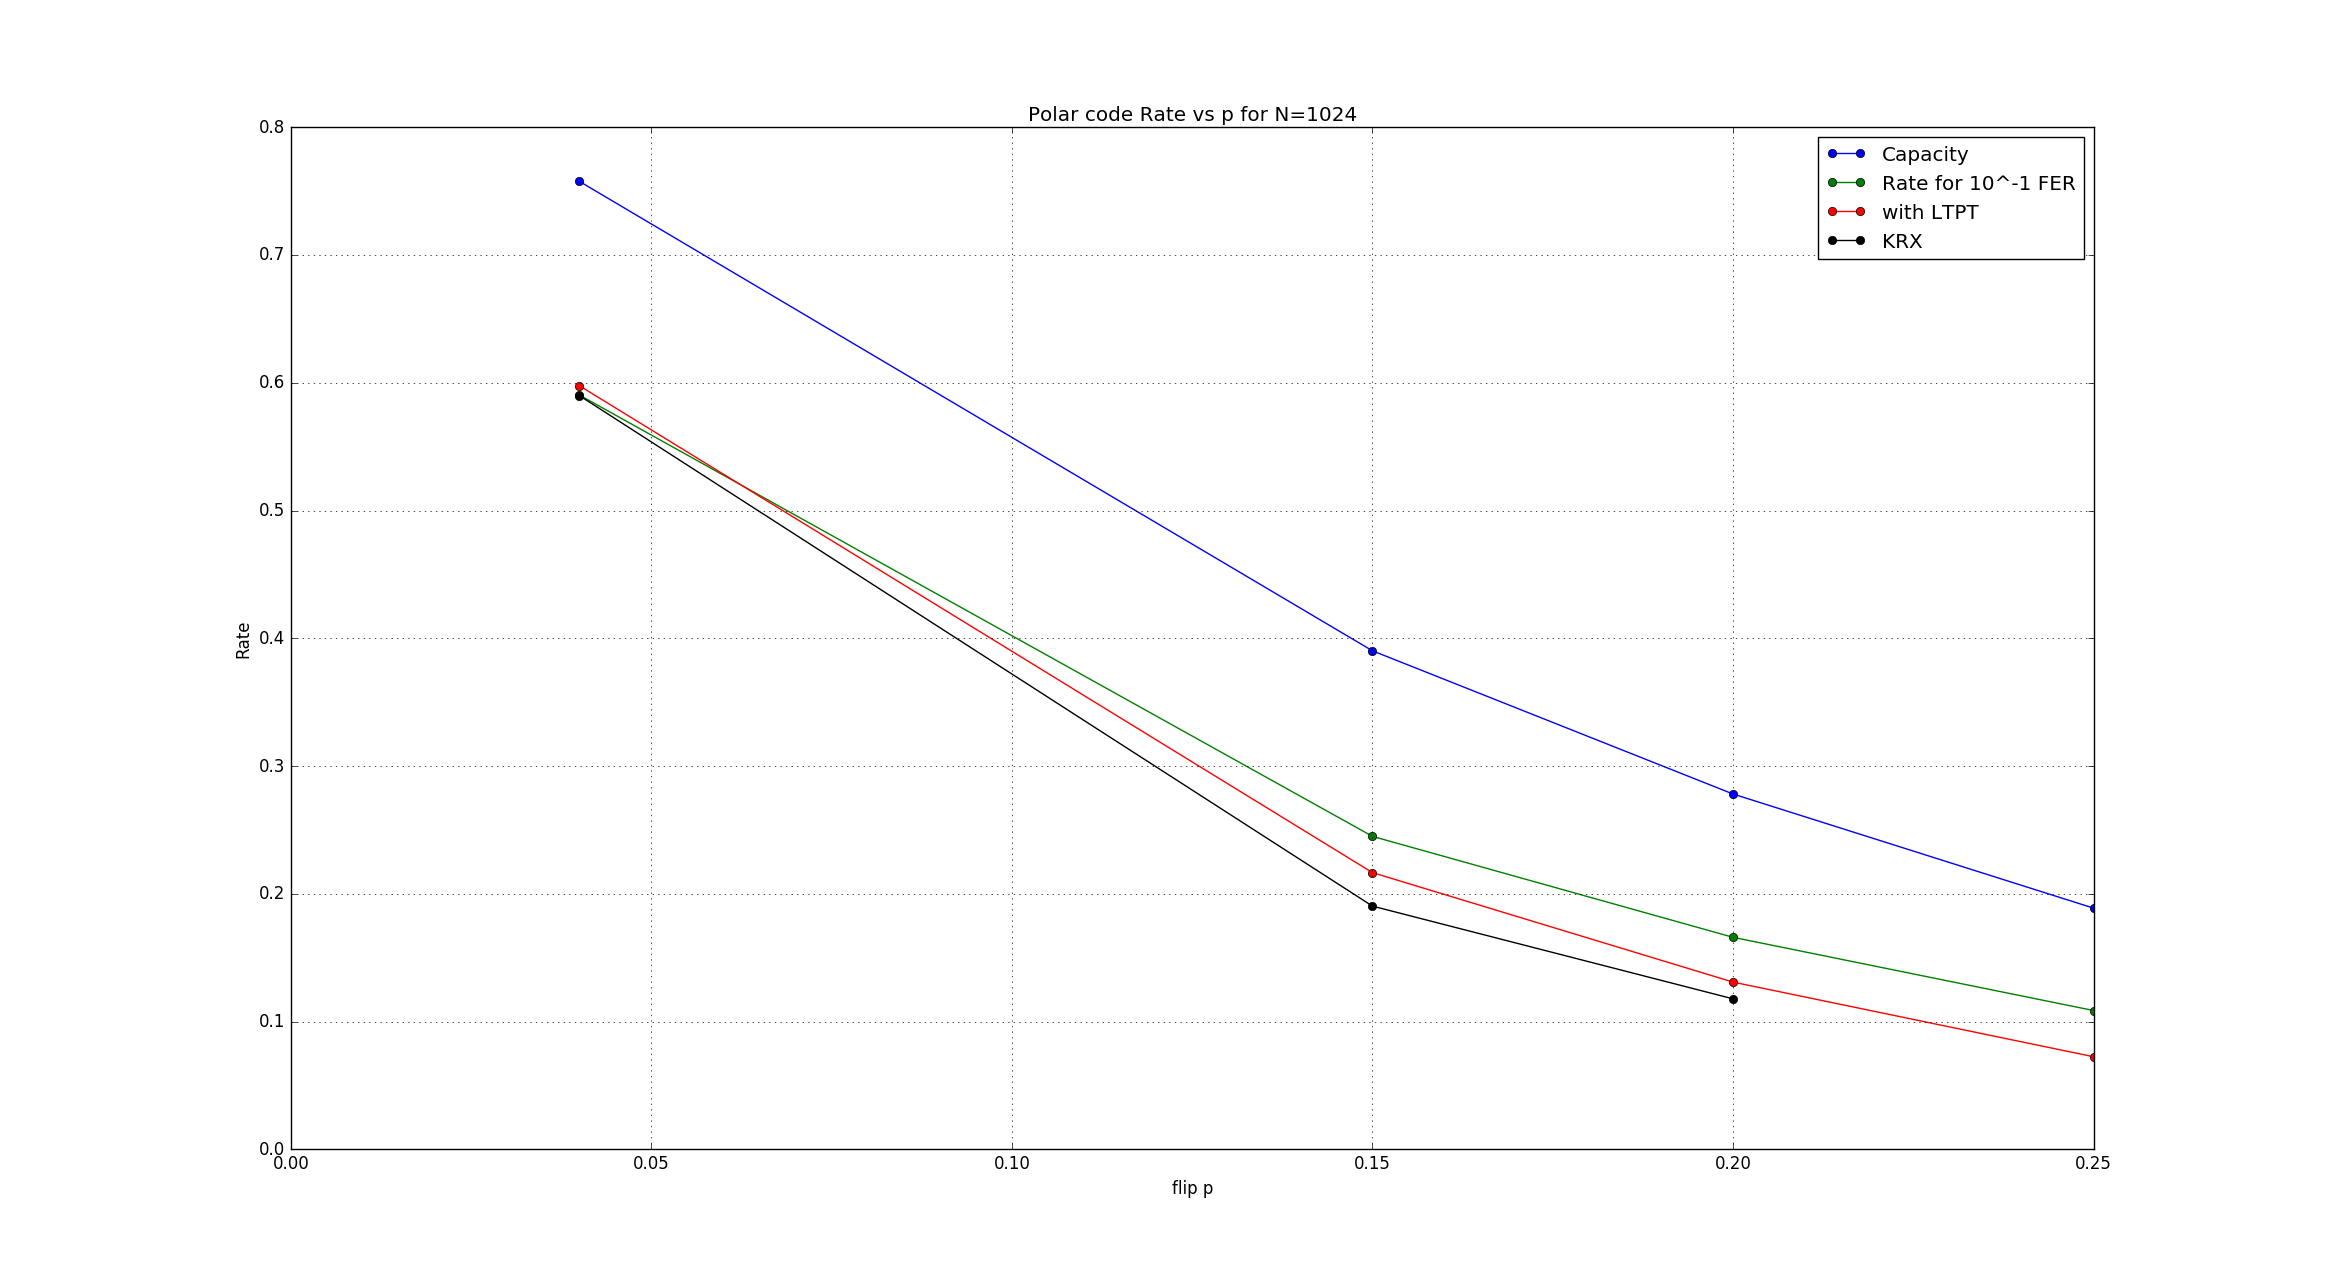 Polar code Rate vs p for N=1024
0.8
0.7
0.6
0.5
0.4
0.3
0.2
0.1
0.0
Rate
Capacity
Rate for 10^-1 FER
with LTPT
KRX
0.00 0.05 0.10 0.15 0.20 0.25
flip p